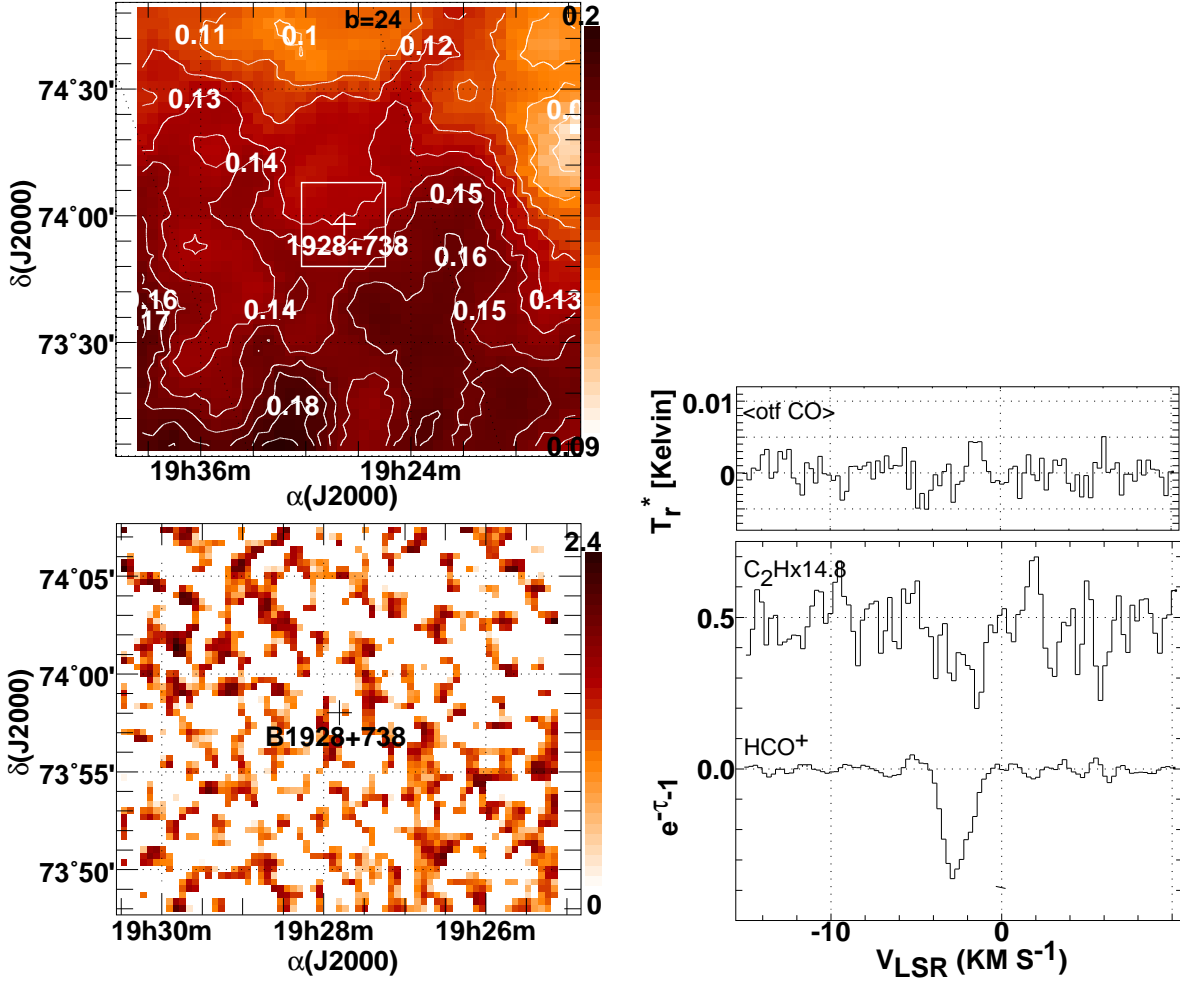 b=24
0.2
0.11
0.1
0.12
74°30'
0.13
0.14
0.15
δ(J2000)
74°00'
1928+738
0.16
0.16
0.14
0.15
0.13
0.17
73°30'
0.18
0.09
19h36m
19h24m
α(J2000)
2.4
74°05'
δ(J2000)
74°00'
B1928+738
73°55'
73°50'
0
19h30m
19h28m
19h26m
α(J2000)
0.01
<otf CO>
0
T_r^* [Kelvin]
C₂Hx14.8
0.5
HCO⁺
0.0
e^-τ-1
-10
0
V_LSR (KM S⁻¹)